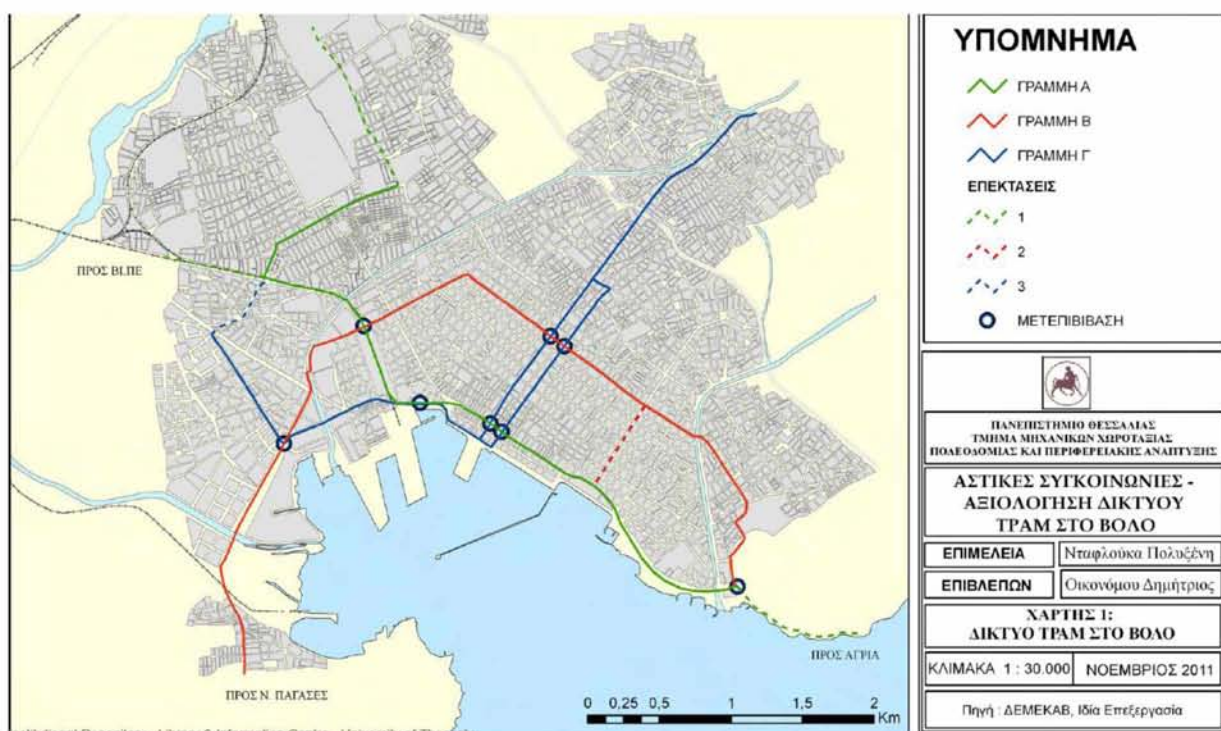 ΠΡΟΣ ΒΙ.ΠΕ
ΠΡΟΣ Ν. ΠΑΓΑΣΕΣ
ΠΡΟΣ ΑΓΡΙΑ
0 0,25 0,5 1 1,5 2
Km
ΥΠΟΜΝΗΜΑ
ΓΡΑΜΜΗ Α
ΓΡΑΜΜΗ Β
ΓΡΑΜΜΗ Γ
ΕΠΕΚΤΑΣΕΙΣ
1
2
3
ΜΕΤΕΠΙΒΙΒΑΣΗ
ΠΑΝΕΠΙΣΤΗΜΙΟ ΘΕΣΣΑΛΙΑΣ
ΤΜΗΜΑ ΜΗΧΑΝΙΚΩΝ ΧΩΡΟΤΑΞΙΑΣ
ΠΟΛΕΟΔΟΜΙΑΣ ΚΑΙ ΠΕΡΙΦΕΡΕΙΑΚΗΣ ΑΝΑΠΤΥΞΗΣ
ΑΣΤΙΚΕΣ ΣΥΓΚΟΙΝΩΝΙΕΣ -
ΑΞΙΟΛΟΓΗΣΗ ΔΙΚΤΥΟΥ
ΤΡΑΜ ΣΤΟ ΒΟΛΟ
ΕΠΙΜΕΛΕΙΑ Νταφλούκα Πολυξένη
ΕΠΙΒΛΕΠΩΝ Οικονόμου Δημήτριος
ΧΑΡΤΗΣ 1:
ΔΙΚΤΥΟ ΤΡΑΜ ΣΤΟ ΒΟΛΟ
ΚΛΙΜΑΚΑ 1 : 30.000 ΝΟΕΜΒΡΙΟΣ 2011
Πηγή : ΔΕΜΕΚΑΒ, Ιδία Επεξεργασία